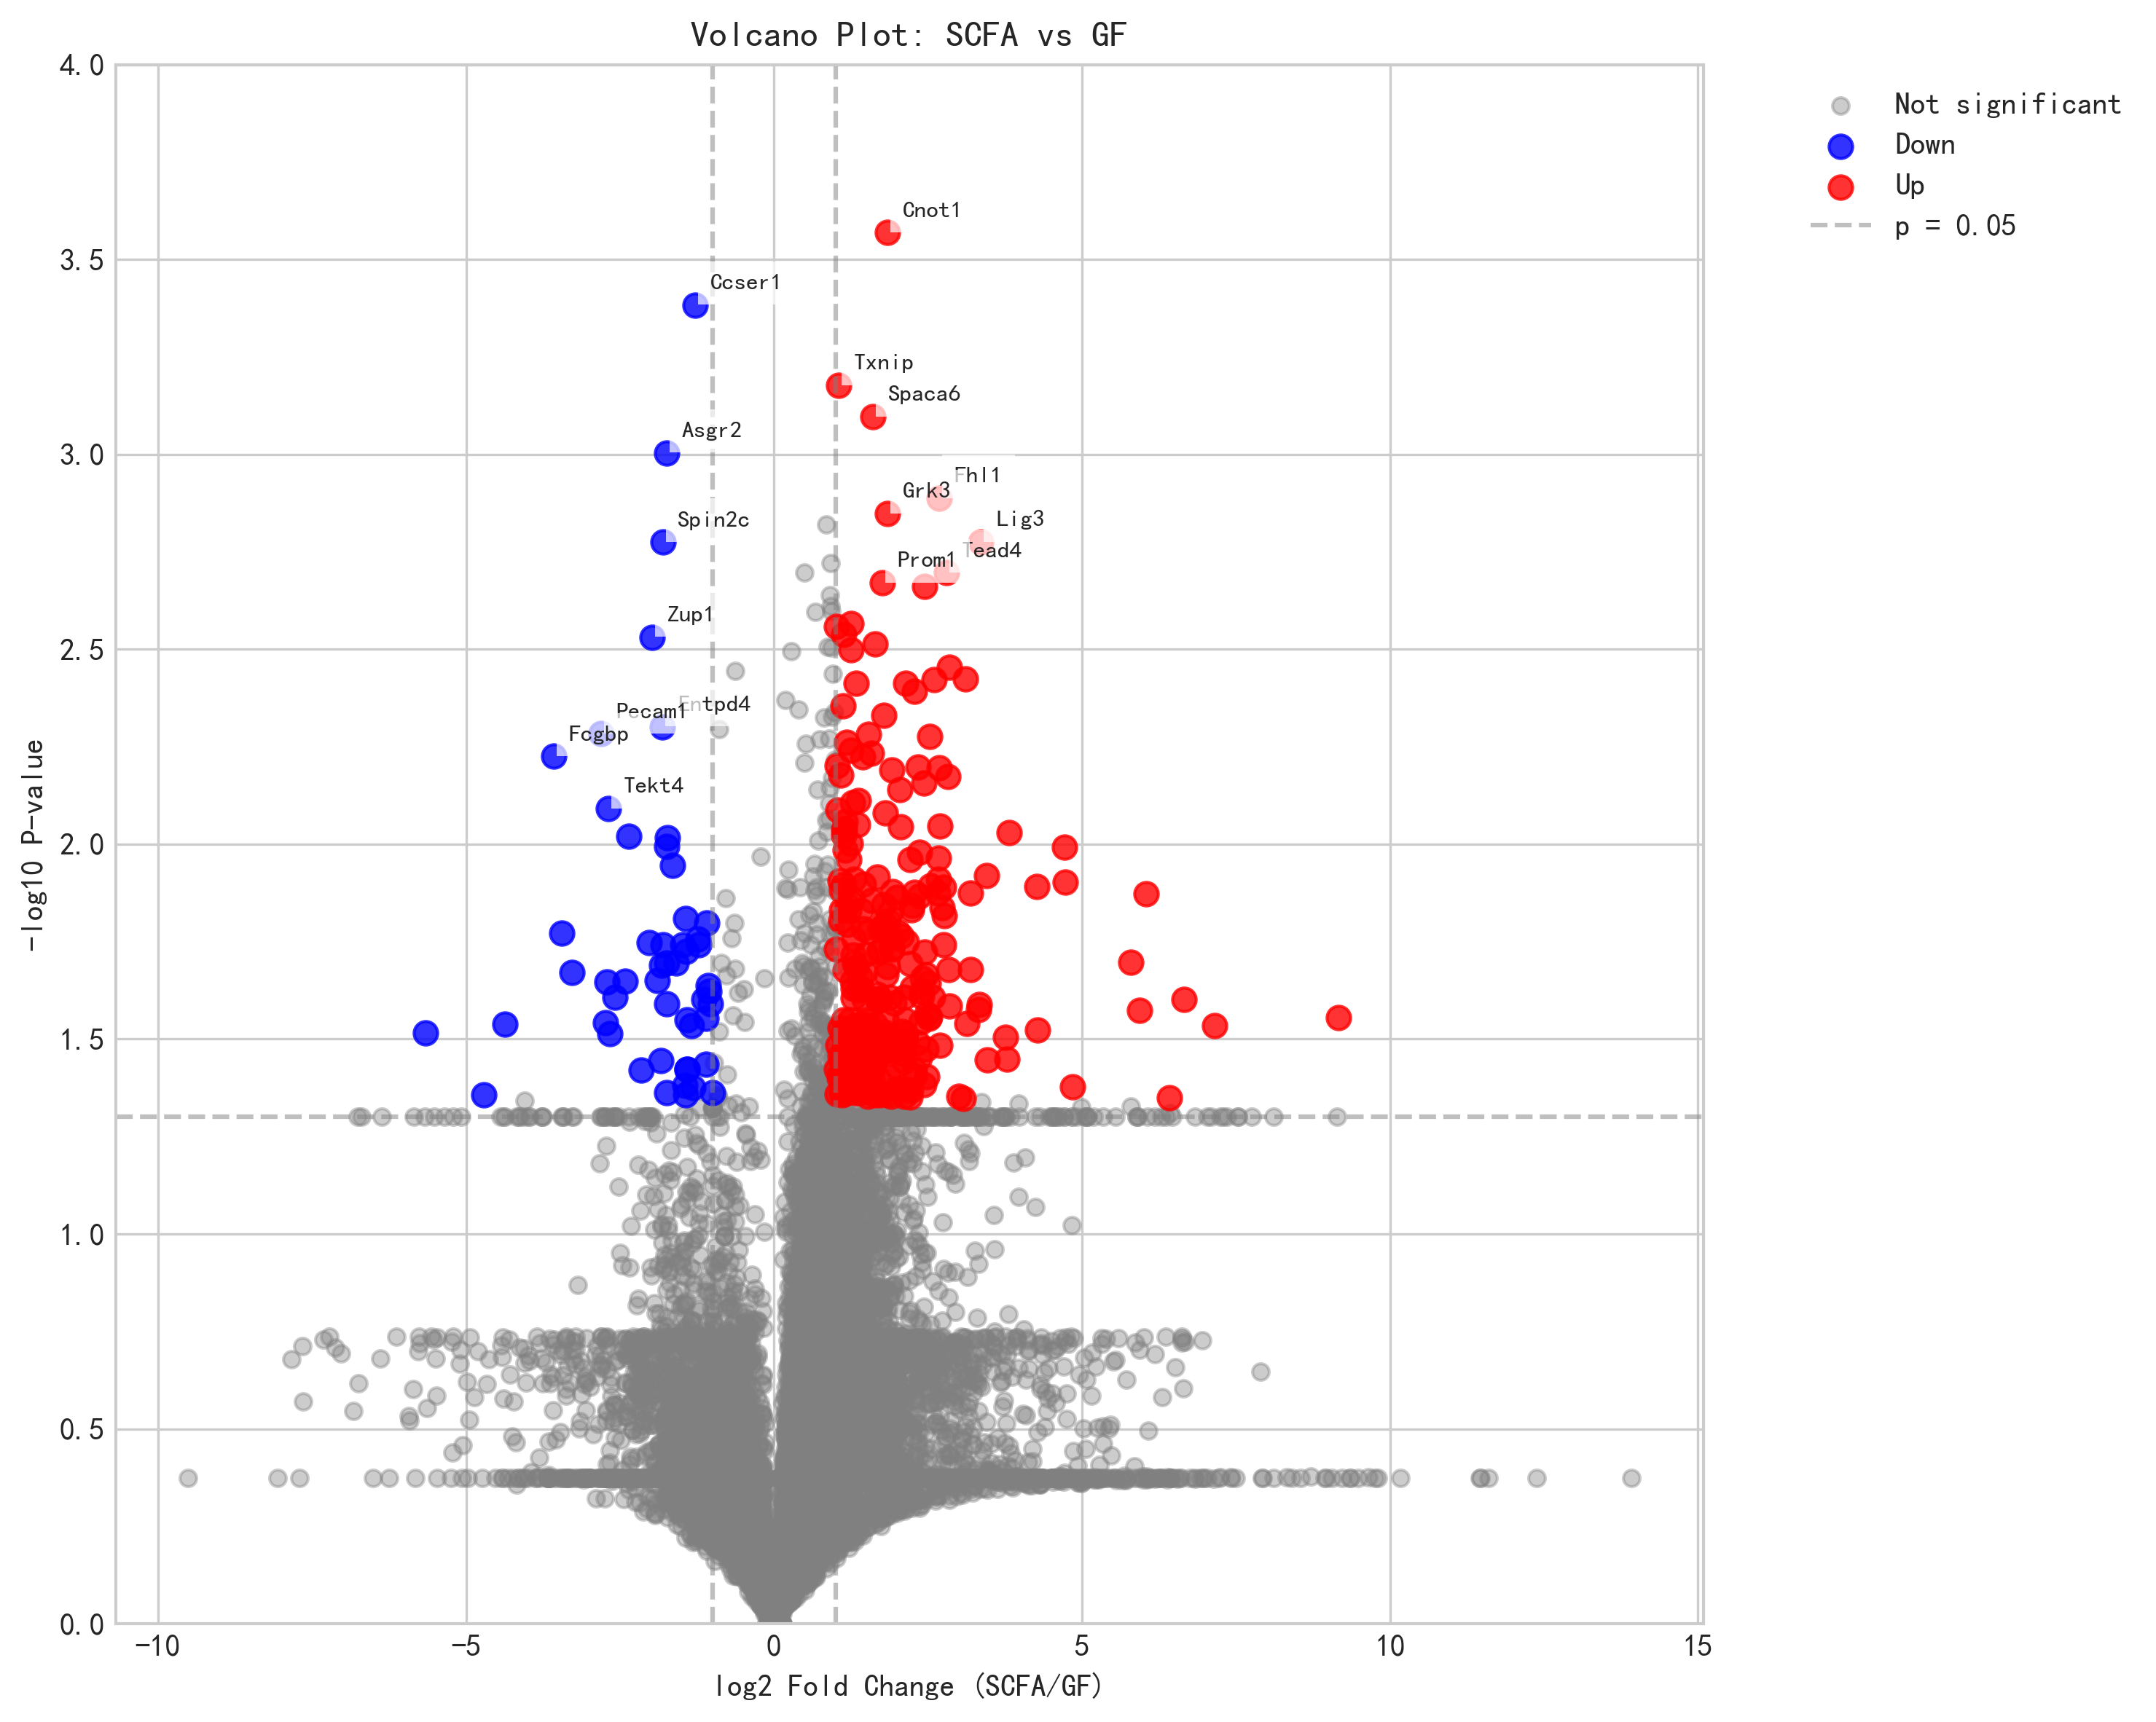 Volcano Plot: SCFA vs GF
4.0
3.5
3.0
2.5
2.0
1.5
1.0
0.5
0.0
-log10 P-value
Cnot1
Ccser1
Txnip
Spaca6
Asgr2
Fhl1
Grk3
Lig3
Spin2c
Tead4
Prom1
Zup1
Entpd4
Pecam1
Fcgbp
Tekt4
-10
-5
0
5
10
15
log2 Fold Change (SCFA/GF)
Not significant
Down
Up
p = 0.05